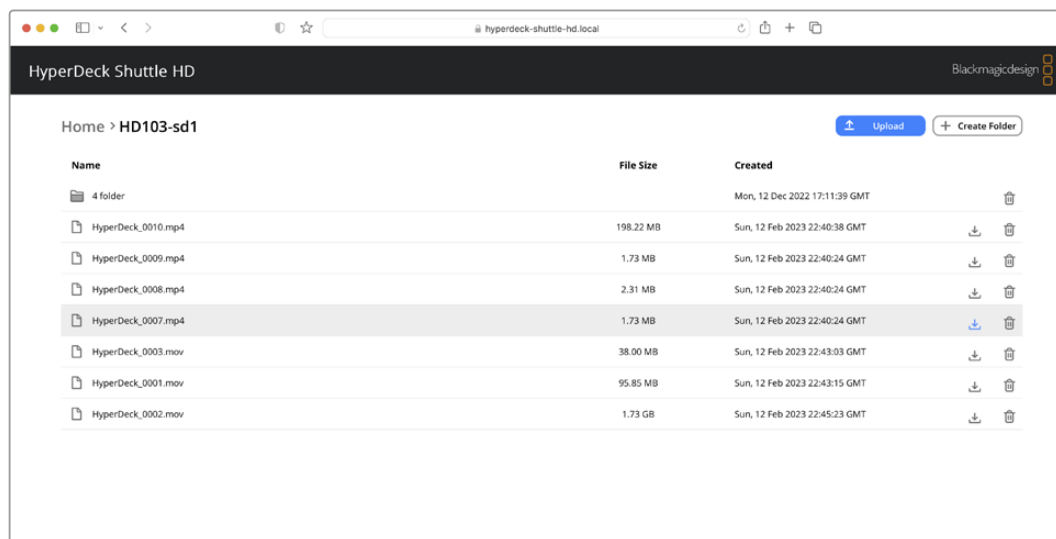 hyperdeck-shuttle-hd.local
HyperDeck Shuttle HD
Blackmagicdesign
Home > HD103-sd1
Upload
+ Create Folder
Name File Size Created
4 folder Mon, 12 Dec 2022 17:11:39 GMT
HyperDeck_0010.mp4 198.22 MB Sun, 12 Feb 2023 22:40:38 GMT
HyperDeck_0009.mp4 1.73 MB Sun, 12 Feb 2023 22:40:24 GMT
HyperDeck_0008.mp4 2.31 MB Sun, 12 Feb 2023 22:40:24 GMT
HyperDeck_0007.mp4 1.73 MB Sun, 12 Feb 2023 22:40:24 GMT
HyperDeck_0003.mov 38.00 MB Sun, 12 Feb 2023 22:43:03 GMT
HyperDeck_0001.mov 95.85 MB Sun, 12 Feb 2023 22:43:15 GMT
HyperDeck_0002.mov 1.73 GB Sun, 12 Feb 2023 22:45:23 GMT